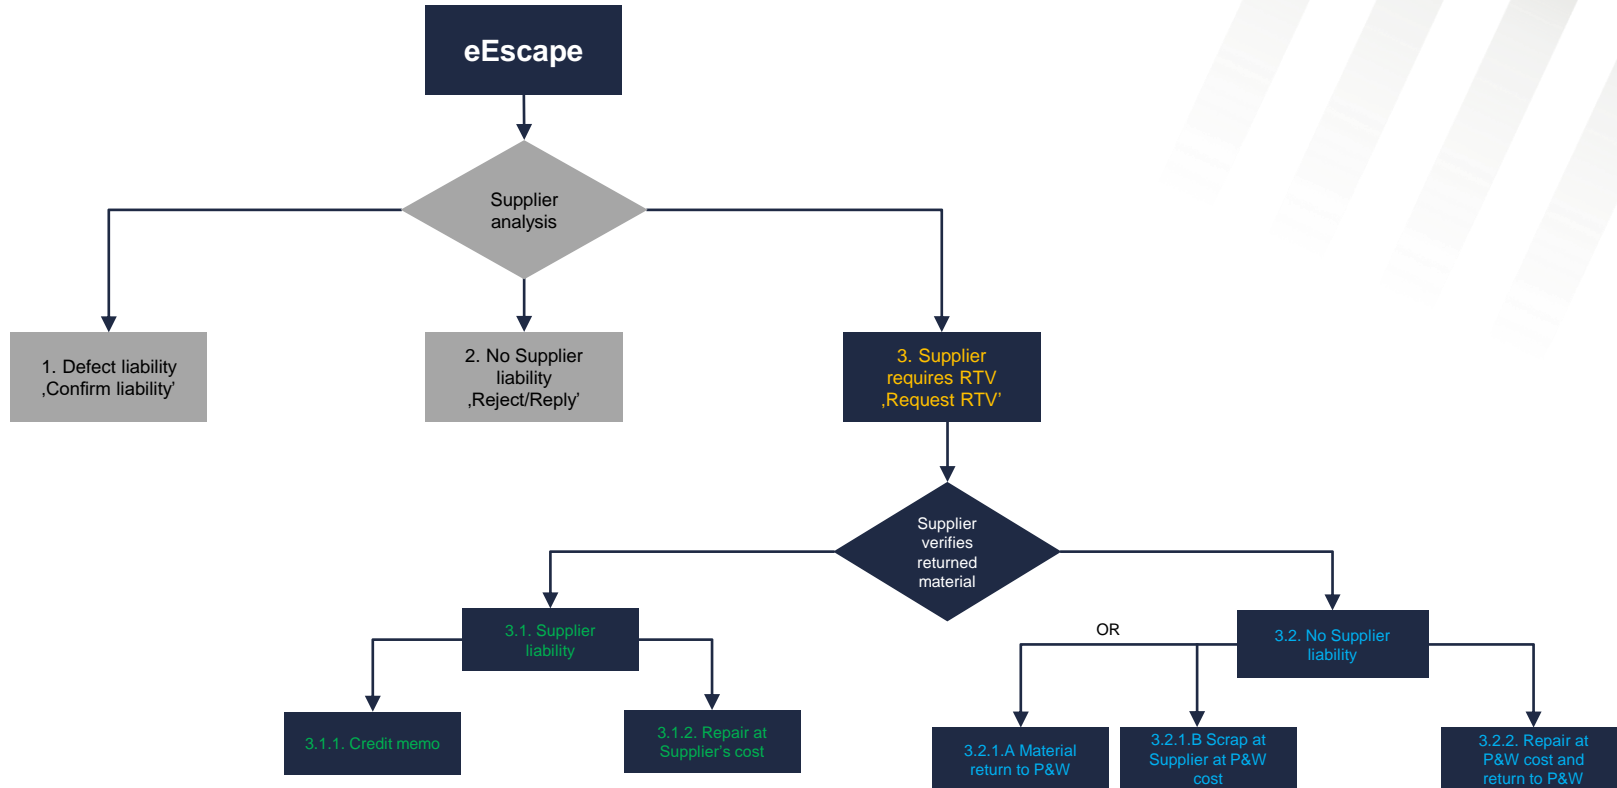 eEscape
Supplier
analysis
1. Defect liability
‚Confirm liability’
2. No Supplier
liability
‚Reject/Reply’
3. Supplier
requires RTV
‚Request RTV’
Supplier
verifies
returned
material
3.1. Supplier
liability
OR
3.2. No Supplier
liability
3.1.1. Credit memo
3.1.2. Repair at
Supplier’s cost
3.2.1.A Material
return to P&W
3.2.1.B Scrap at
Supplier at P&W
cost
3.2.2. Repair at
P&W cost and
return to P&W